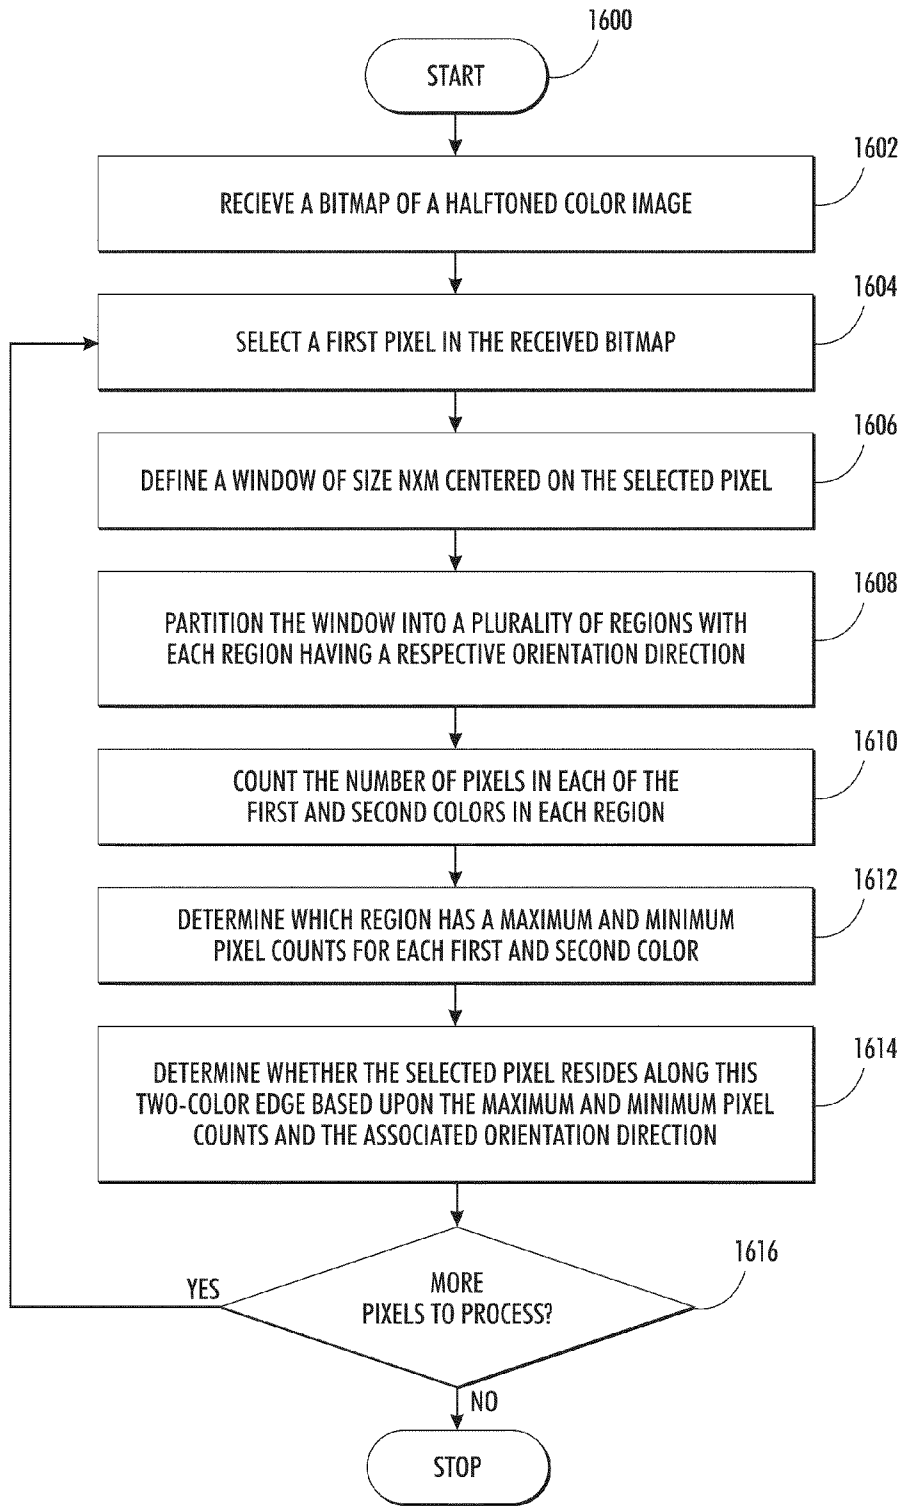 1600
START
1602
RECIEVE A BITMAP OF A HALFTONED COLOR IMAGE
1604
SELECT A FIRST PIXEL IN THE RECEIVED BITMAP
1606
DEFINE A WINDOW OF SIZE NXM CENTERED ON THE SELECTED PIXEL
1608
PARTITION THE WINDOW INTO A PLURALITY OF REGIONS WITH
EACH REGION HAVING A RESPECTIVE ORIENTATION DIRECTION
1610
COUNT THE NUMBER OF PIXELS IN EACH OF THE
FIRST AND SECOND COLORS IN EACH REGION
1612
DETERMINE WHICH REGION HAS A MAXIMUM AND MINIMUM
PIXEL COUNTS FOR EACH FIRST AND SECOND COLOR
1614
DETERMINE WHETHER THE SELECTED PIXEL RESIDES ALONG THIS
TWO-COLOR EDGE BASED UPON THE MAXIMUM AND MINIMUM PIXEL
COUNTS AND THE ASSOCIATED ORIENTATION DIRECTION
1616
YES
MORE
PIXELS TO PROCESS?
NO
STOP